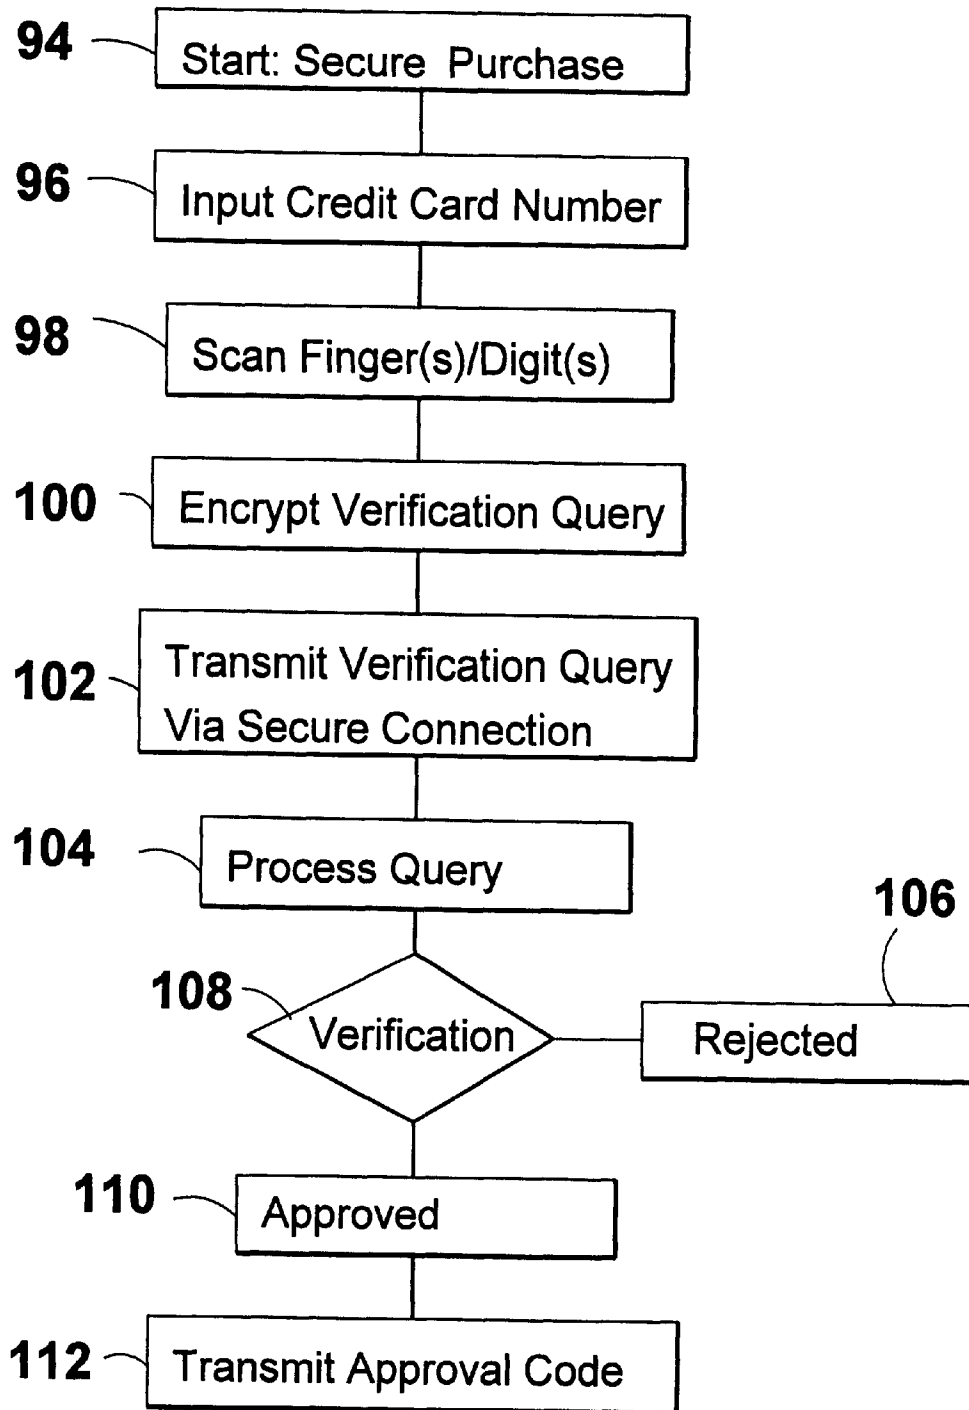 94
Start: Secure Purchase
96
Input Credit Card Number
98
Scan Finger(s)/Digit(s)
100
Encrypt Verification Query
102
Transmit Verification Query
Via Secure Connection
104
Process Query
106
108
Verification
Rejected
110
Approved
112
Transmit Approval Code